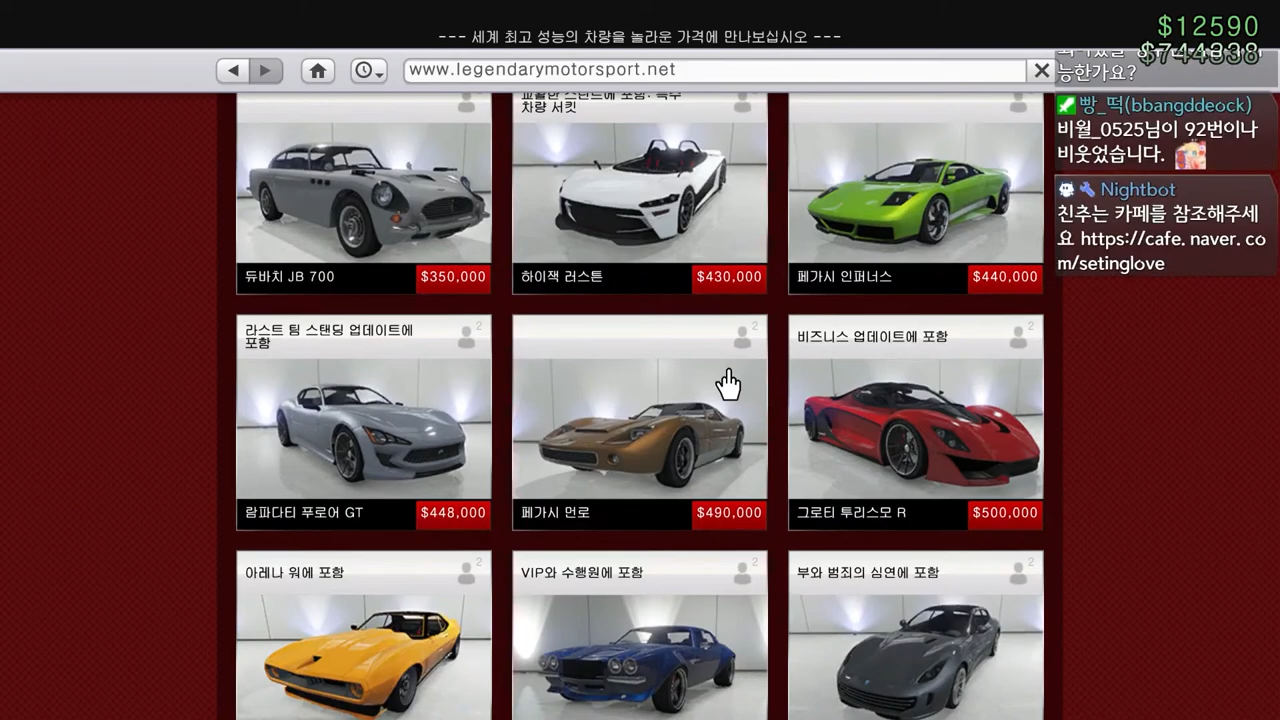 --- 세계 최고 성능의 차량을 놀라운 가격에 만나보십시오 ---
$12590
$744338
www.legendarymotorsport.net
능한가요?
빵_떡(bbangddeock)
비월_0525님이 92번이나
비웃었습니다.
Nightbot
친추는 카페를 참조해주세
요 https://cafe.naver.co
m/setinglove
차량 서킷
듀바치 JB 700
$350,000
하이잭 러스튼
$430,000
페가시 인퍼너스
$440,000
라스트 팀 스탠딩 업데이트에
포함
2
2
비즈니스 업데이트에 포함
2
람파다티 푸로어 GT
$448,000
페가시 먼로
$490,000
그로티 투리스모 R
$500,000
아레나 워에 포함
2
VIP와 수행원에 포함
2
부와 범죄의 심연에 포함
2